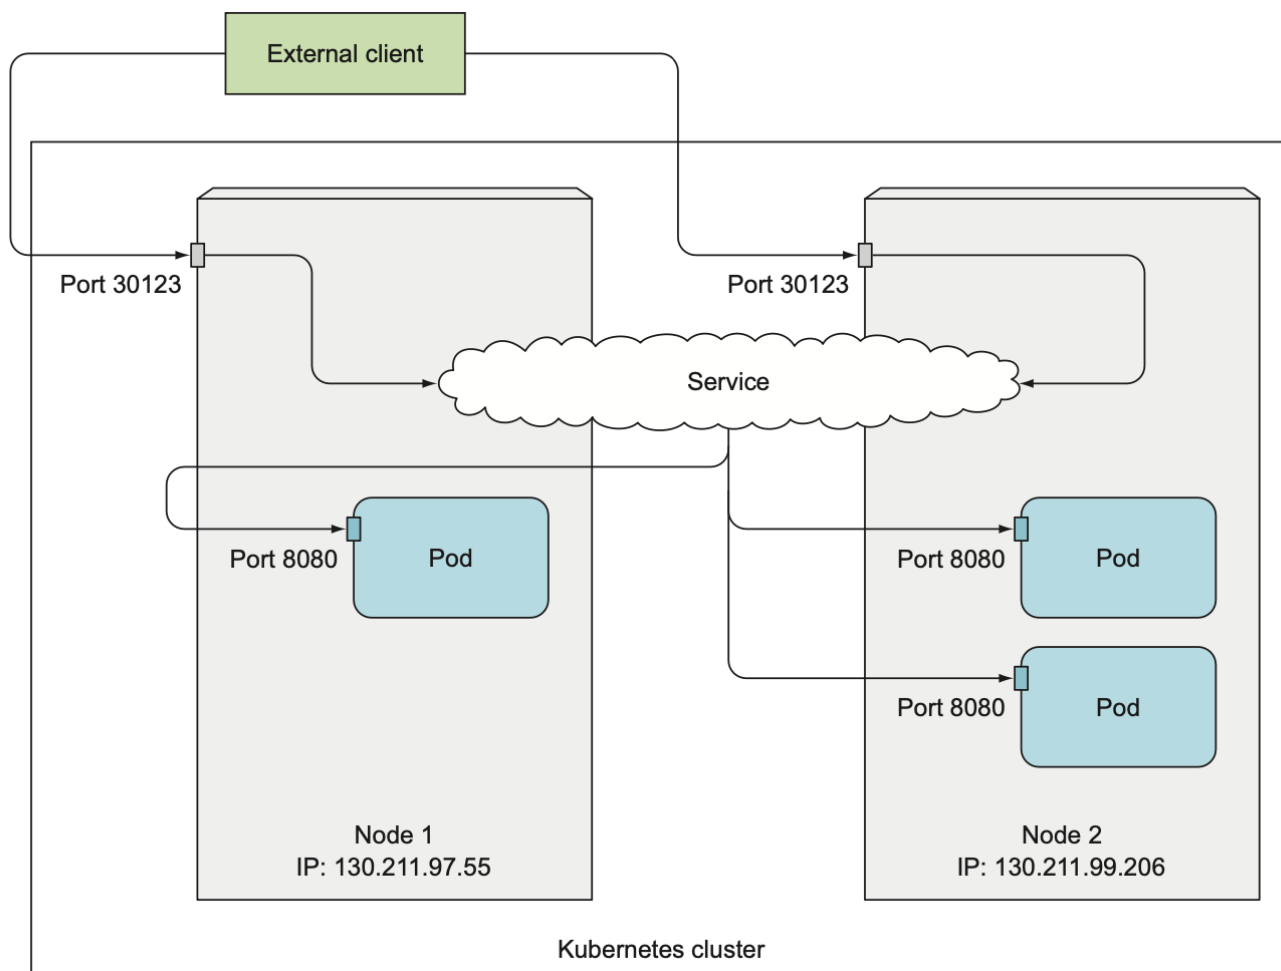 External client
Port 30123
Port 30123
Service
Port 8080
Pod
Port 8080
Pod
Port 8080
Pod
Node 1
IP: 130.211.97.55
Node 2
IP: 130.211.99.206
Kubernetes cluster